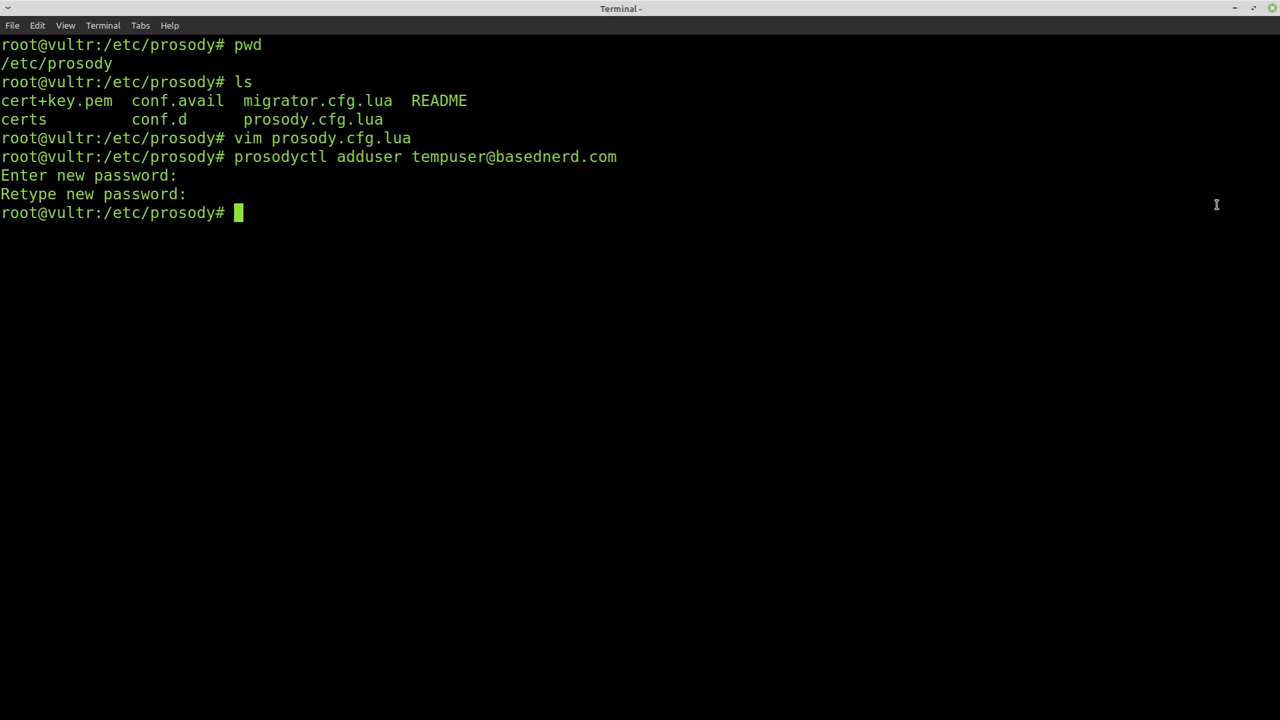 Terminal -
File Edit View Terminal Tabs Help
root@vultr:/etc/prosody# pwd
/etc/prosody
root@vultr:/etc/prosody# ls
cert+key.pem  conf.avail  migrator.cfg.lua  README
certs         conf.d      prosody.cfg.lua
root@vultr:/etc/prosody# vim prosody.cfg.lua
root@vultr:/etc/prosody# prosodyctl adduser tempuser@basednerd.com
Enter new password:
Retype new password:
root@vultr:/etc/prosody#